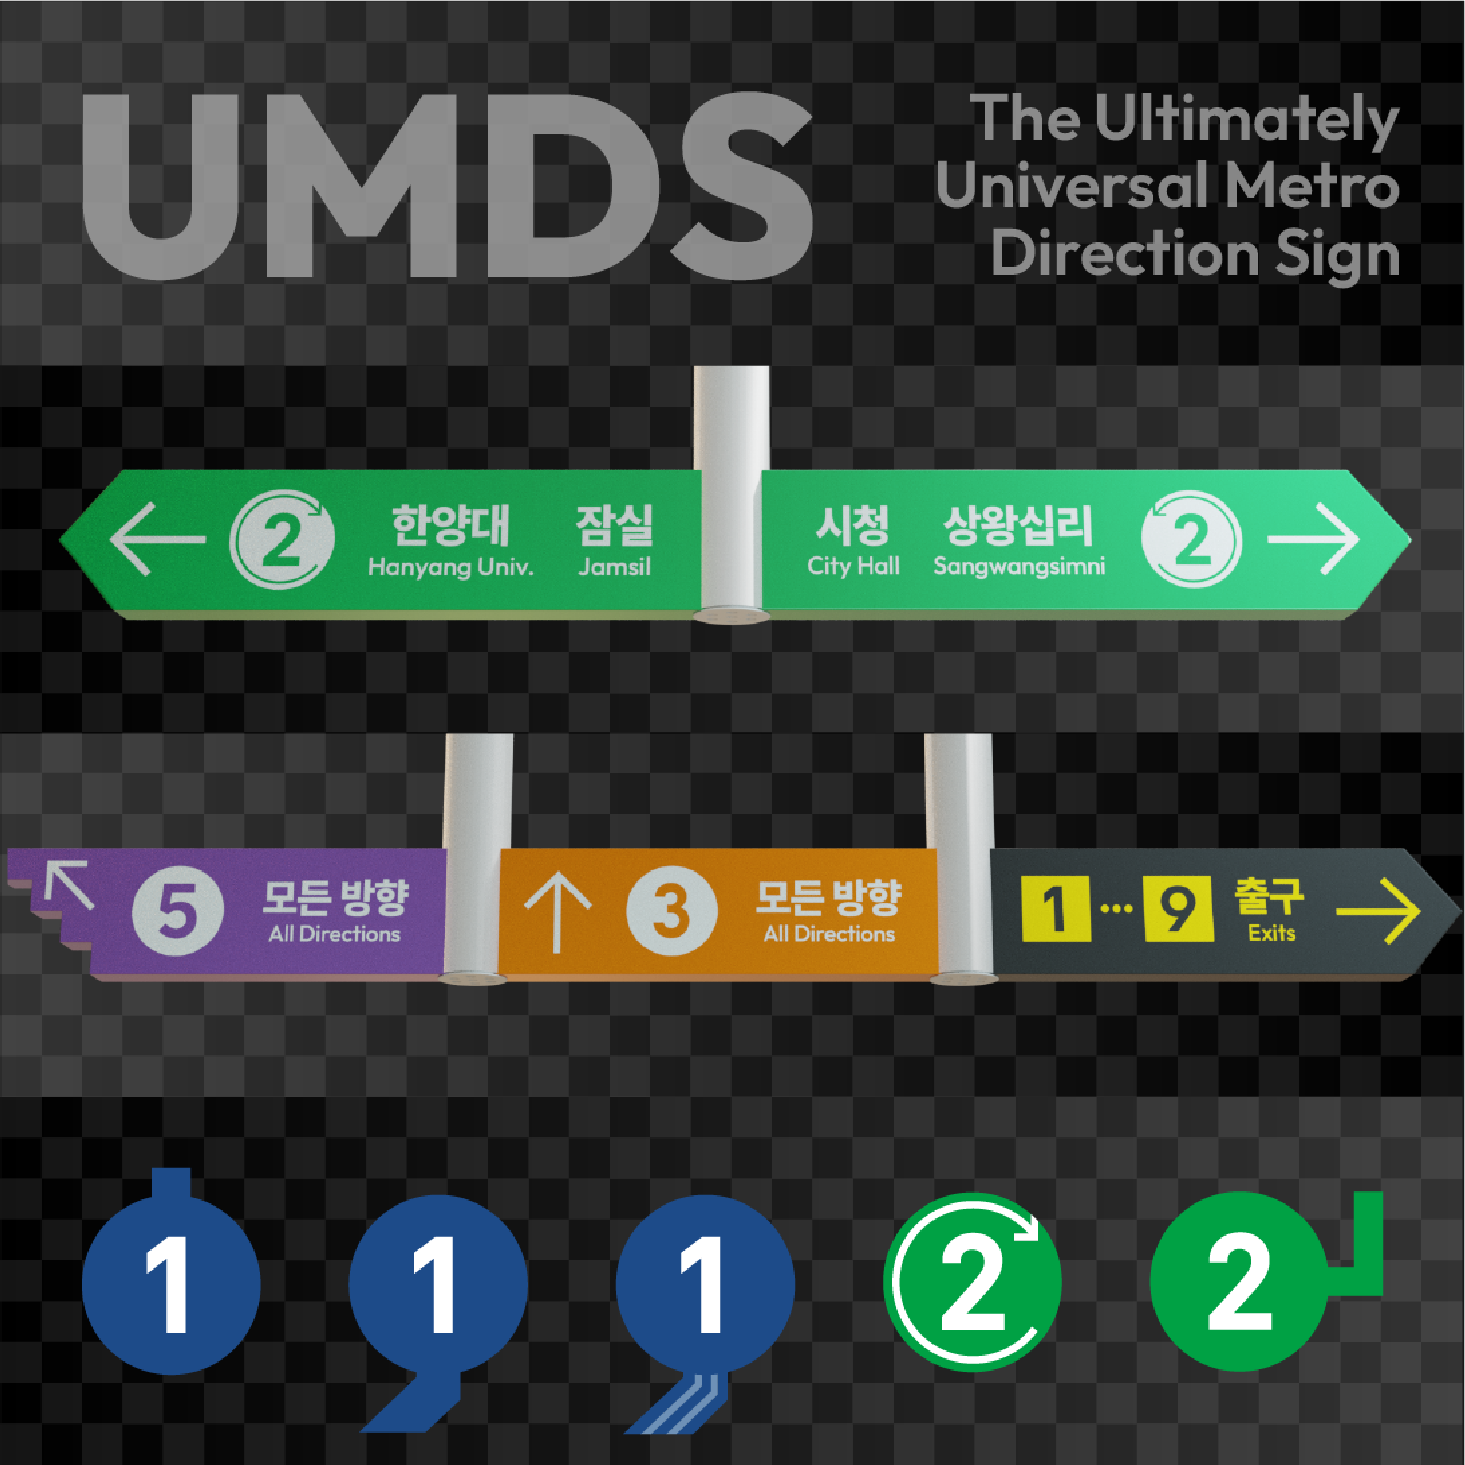 UMDS
The Ultimately
Universal Metro
Direction Sign
2 한양대 잠실
Hanyang Univ. Jamsil
시청 상왕십리 2
City Hall Sangwangsimni
5 모든 방향
All Directions
3 모든 방향
All Directions
1 ··· 9 출구
Exits
1 1 1 2 2